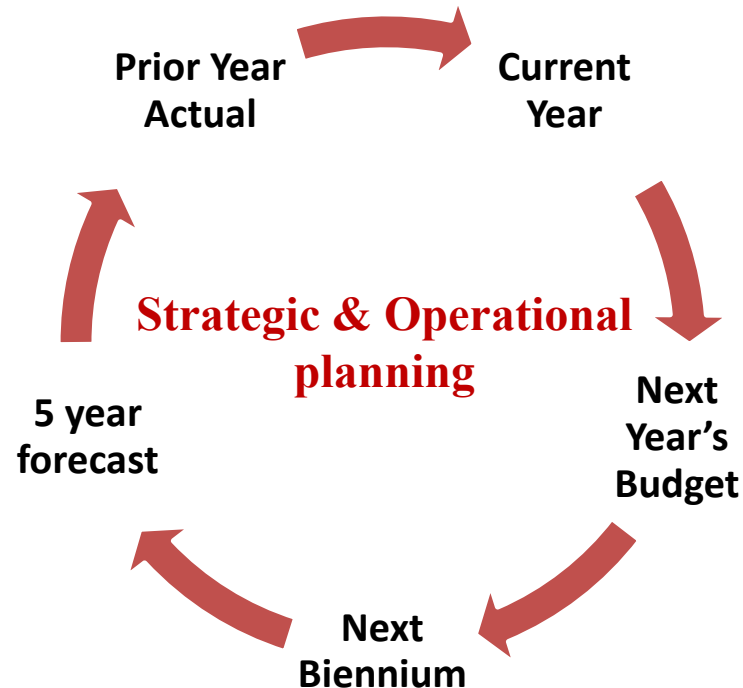 Prior Year
Actual
Current
Year
Strategic & Operational
planning
Next
Year’s
Budget
Next
Biennium
5 year
forecast